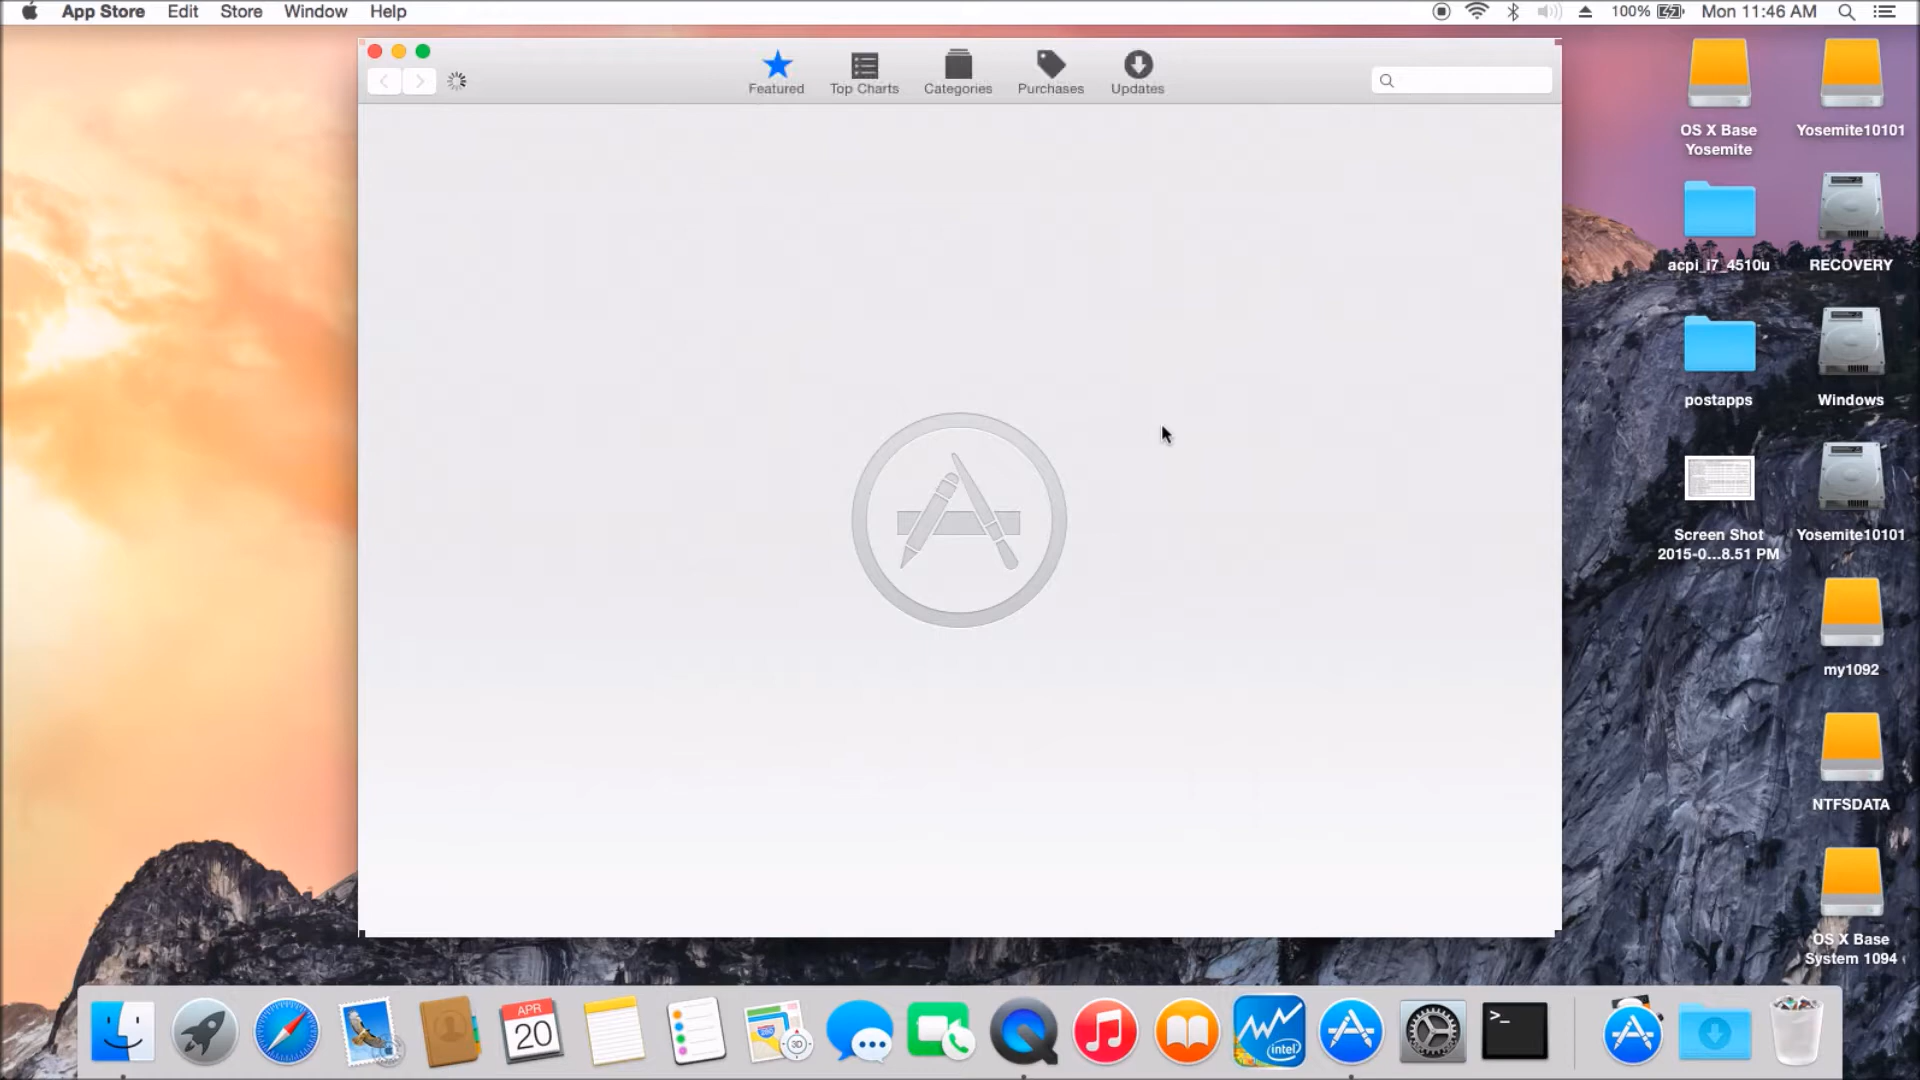 App Store Edit Store Window Help 100% Mon 11:46 AM
Featured Top Charts Categories Purchases Updates
OS X Base
Yosemite
Yosemite10101
acpi_i7_4510u
RECOVERY
postapps
Windows
Screen Shot
2015-0...8.51 PM
Yosemite10101
my1092
NTFSDATA
OS X Base
System 1094
APR
20
280
3D
intel
>_